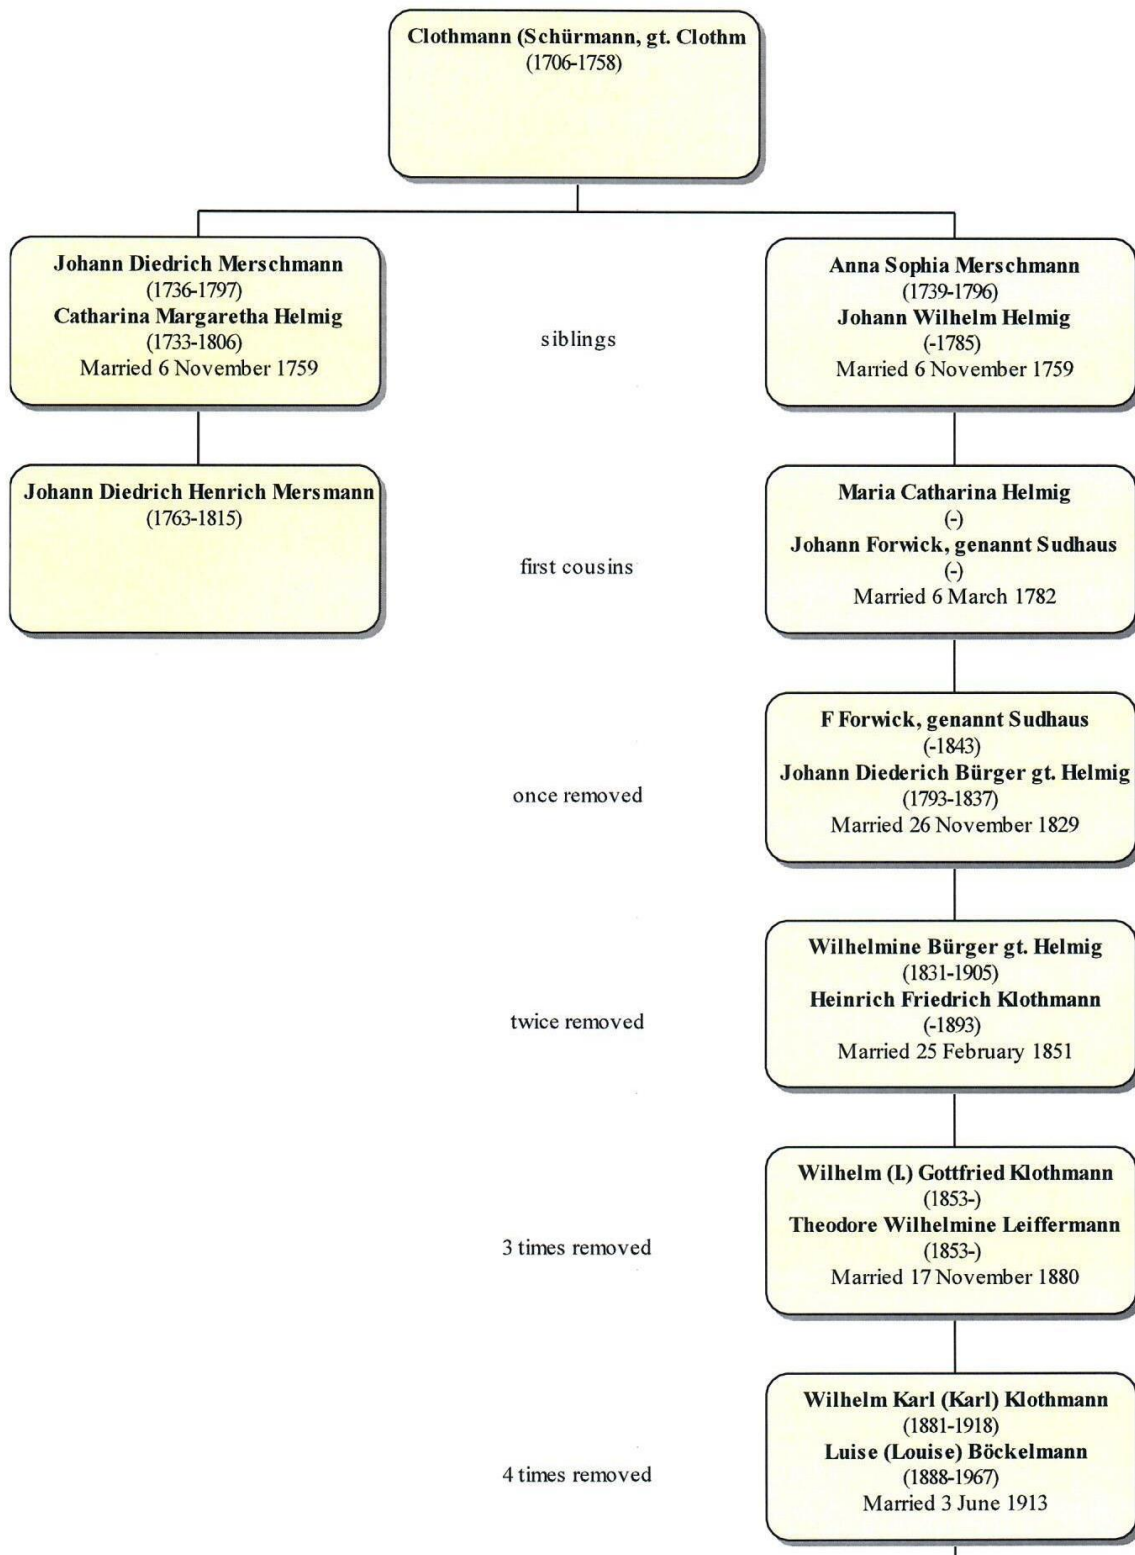 Clothmann (Schürmann, gt. Clothm
(1706-1758)
Johann Diedrich Merschmann
(1736-1797)
Catharina Margaretha Helmig
(1733-1806)
Married 6 November 1759
siblings
Anna Sophia Merschmann
(1739-1796)
Johann Wilhelm Helmig
(-1785)
Married 6 November 1759
Johann Diedrich Henrich Mersmann
(1763-1815)
first cousins
Maria Catharina Helmig
(-)
Johann Forwick, genannt Sudhaus
(-)
Married 6 March 1782
once removed
F Forwick, genannt Sudhaus
(-1843)
Johann Diederich Bürger gt. Helmig
(1793-1837)
Married 26 November 1829
twice removed
Wilhelmine Bürger gt. Helmig
(1831-1905)
Heinrich Friedrich Klothmann
(-1893)
Married 25 February 1851
3 times removed
Wilhelm (I.) Gottfried Klothmann
(1853-)
Theodore Wilhelmine Leiffermann
(1853-)
Married 17 November 1880
4 times removed
Wilhelm Karl (Karl) Klothmann
(1881-1918)
Luise (Louise) Böckelmann
(1888-1967)
Married 3 June 1913